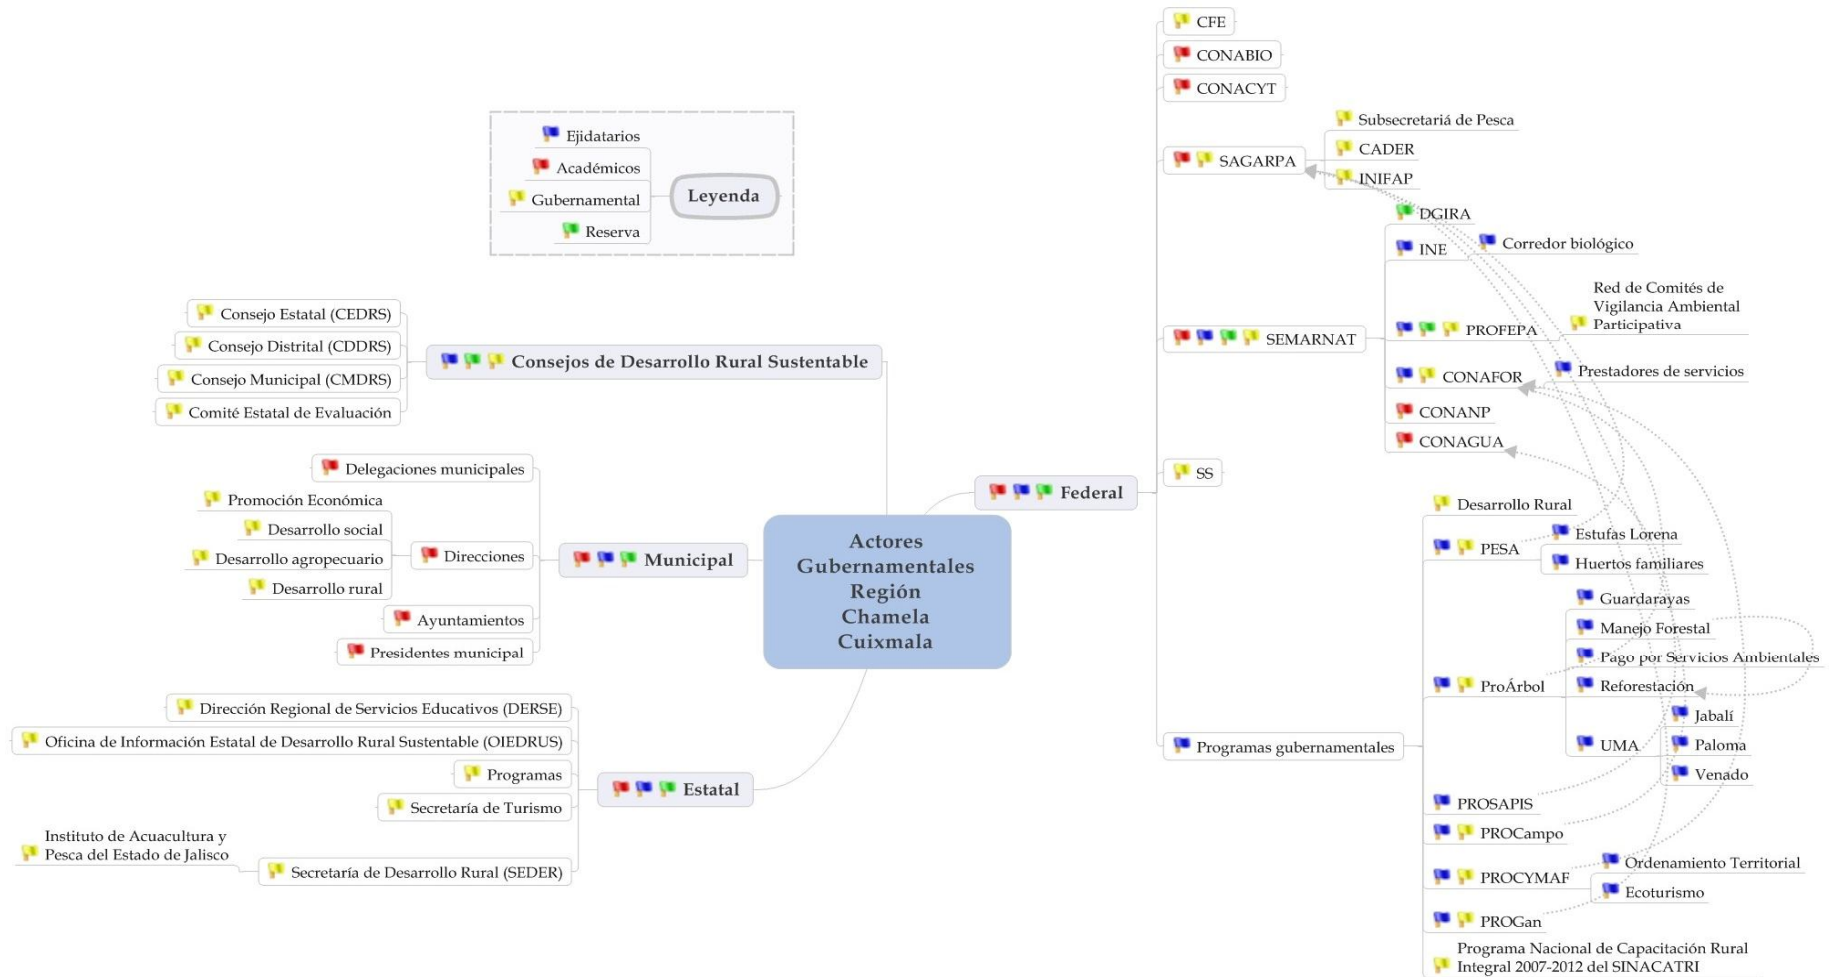 CFE
CONABIO
CONACYT
SAGARPA
Subsecretariá de Pesca
CADER
INIFAP
SEMARNAT
DGIRA
INE
Corredor biológico
PROFEPA
Red de Comités de
Vigilancia Ambiental
Participativa
CONAFOR
Prestadores de servicios
CONANP
CONAGUA
SS
Federal
Programas gubernamentales
Desarrollo Rural
PESA
Estufas Lorena
Huertos familiares
ProÁrbol
Guardarayas
Manejo Forestal
Pago por Servicios Ambientales
Reforestación
UMA
Jabalí
Paloma
Venado
PROSAPIS
PROCampo
PROCYMAF
Ordenamiento Territorial
Ecoturismo
PROGan
Programa Nacional de Capacitación Rural
Integral 2007-2012 del SINACATRI
Ejidatarios
Académicos
Gubernamental
Reserva
Leyenda
Consejo Estatal (CEDRS)
Consejo Distrital (CDDRS)
Consejo Municipal (CMDRS)
Comité Estatal de Evaluación
Consejos de Desarrollo Rural Sustentable
Delegaciones municipales
Promoción Económica
Desarrollo social
Desarrollo agropecuario
Desarrollo rural
Direcciones
Ayuntamientos
Presidentes municipal
Municipal
Actores
Gubernamentales
Región
Chamela
Cuixmala
Dirección Regional de Servicios Educativos (DERSE)
Oficina de Información Estatal de Desarrollo Rural Sustentable (OIEDRUS)
Programas
Secretaría de Turismo
Instituto de Acuacultura y
Pesca del Estado de Jalisco
Secretaría de Desarrollo Rural (SEDER)
Estatal